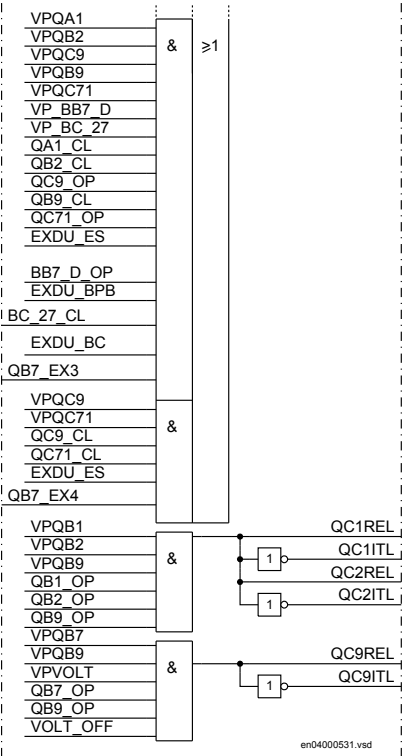 VPQA1
VPQB2
VPQC9
VPQB9
VPQC71
VP_BB7_D
VP_BC_27
QA1_CL
QB2_CL
QC9_OP
QB9_CL
QC71_OP
EXDU_ES
& ≥1
BB7_D_OP
EXDU_BPB
BC_27_CL
EXDU_BC
QB7_EX3
VPQC9
VPQC71
QC9_CL
QC71_CL
EXDU_ES
&
QB7_EX4
VPQB1
VPQB2
VPQB9
QB1_OP
QB2_OP
QB9_OP
&
1
1
QC1REL
QC1ITL
QC2REL
QC2ITL
VPQB7
VPQB9
VPVOLT
QB7_OP
QB9_OP
VOLT_OFF
&
1
QC9REL
QC9ITL
en04000531.vsd